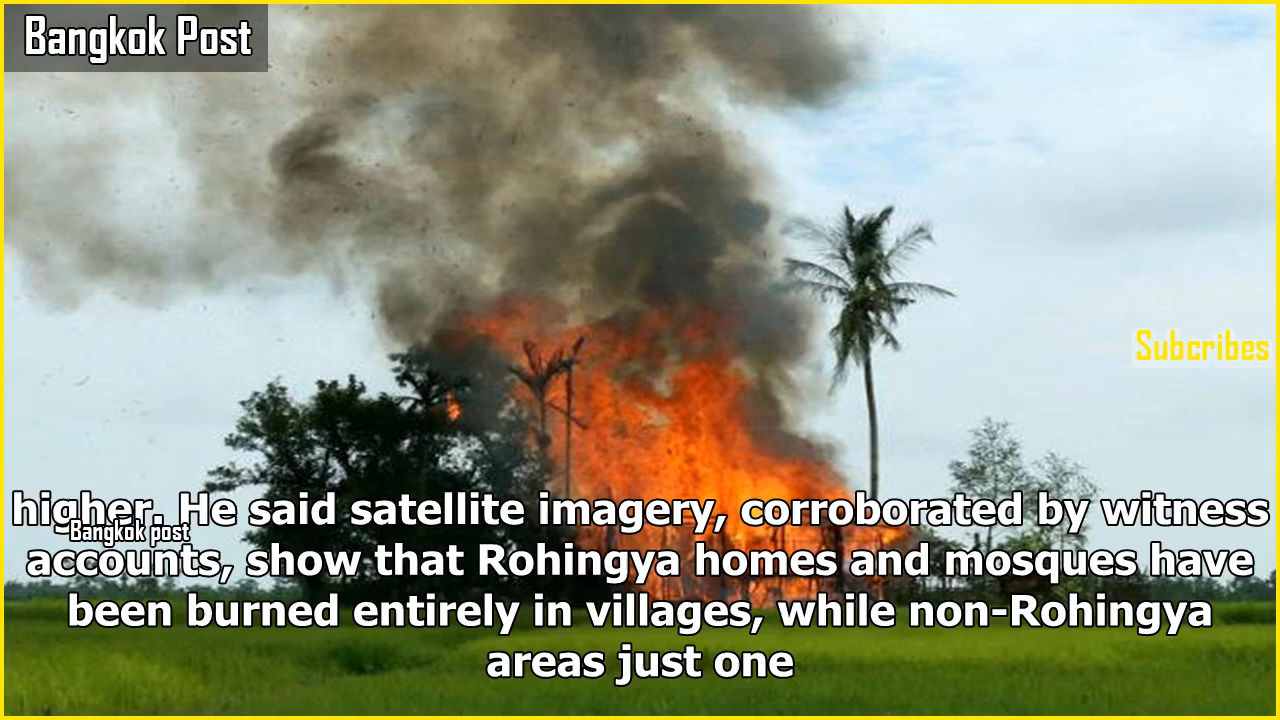 Bangkok Post
Subcribes
higher. He said satellite imagery, corroborated by witness
Bangkok post
accounts, show that Rohingya homes and mosques have
been burned entirely in villages, while non-Rohingya
areas just one